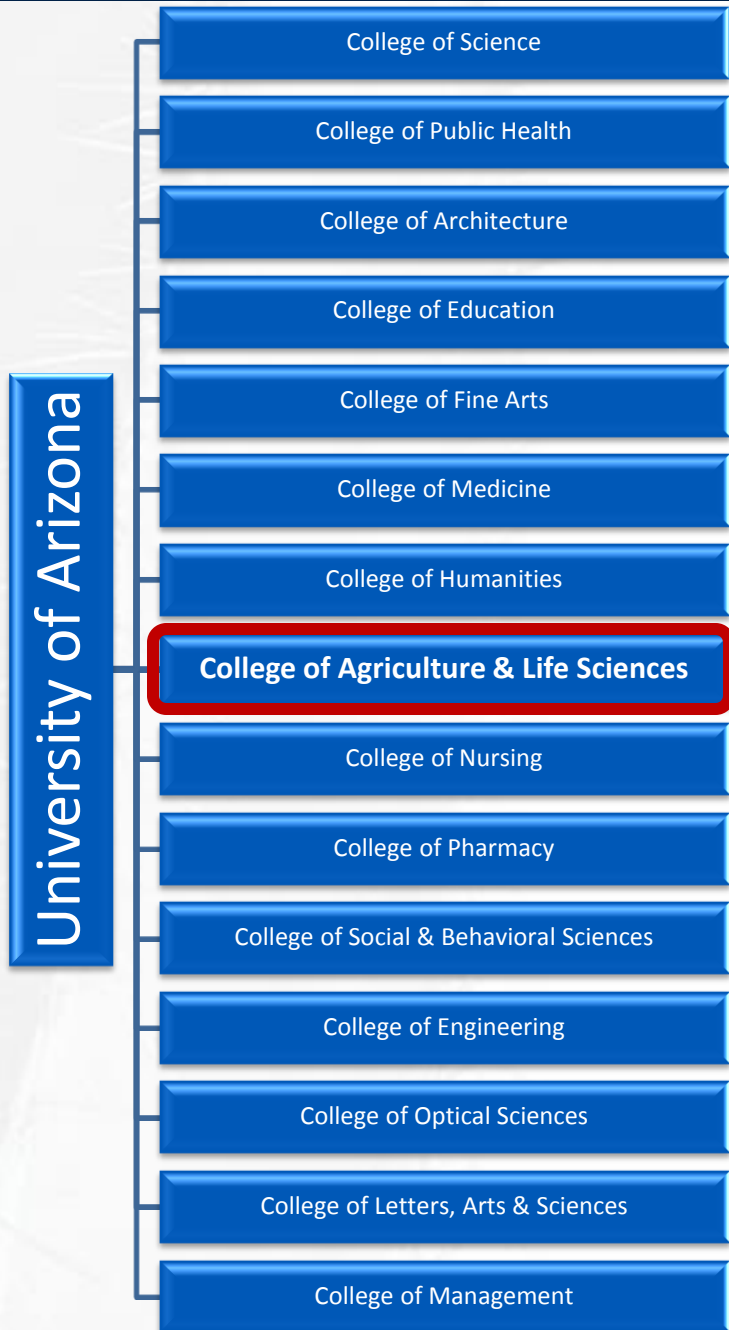 University of Arizona
College of Science
College of Public Health
College of Architecture
College of Education
College of Fine Arts
College of Medicine
College of Humanities
College of Agriculture & Life Sciences
College of Nursing
College of Pharmacy
College of Social & Behavioral Sciences
College of Engineering
College of Optical Sciences
College of Letters, Arts & Sciences
College of Management